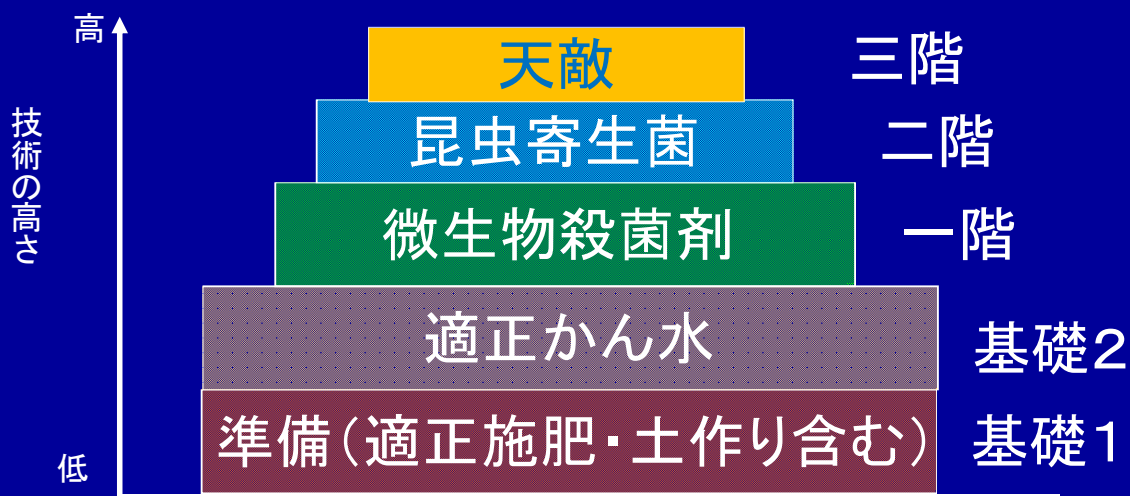 高
天敵
三階
昆虫寄生菌
二階
技術の高さ
微生物殺菌剤
一階
適正かん水
基礎2
準備(適正施肥・土作り含む)
基礎1
低